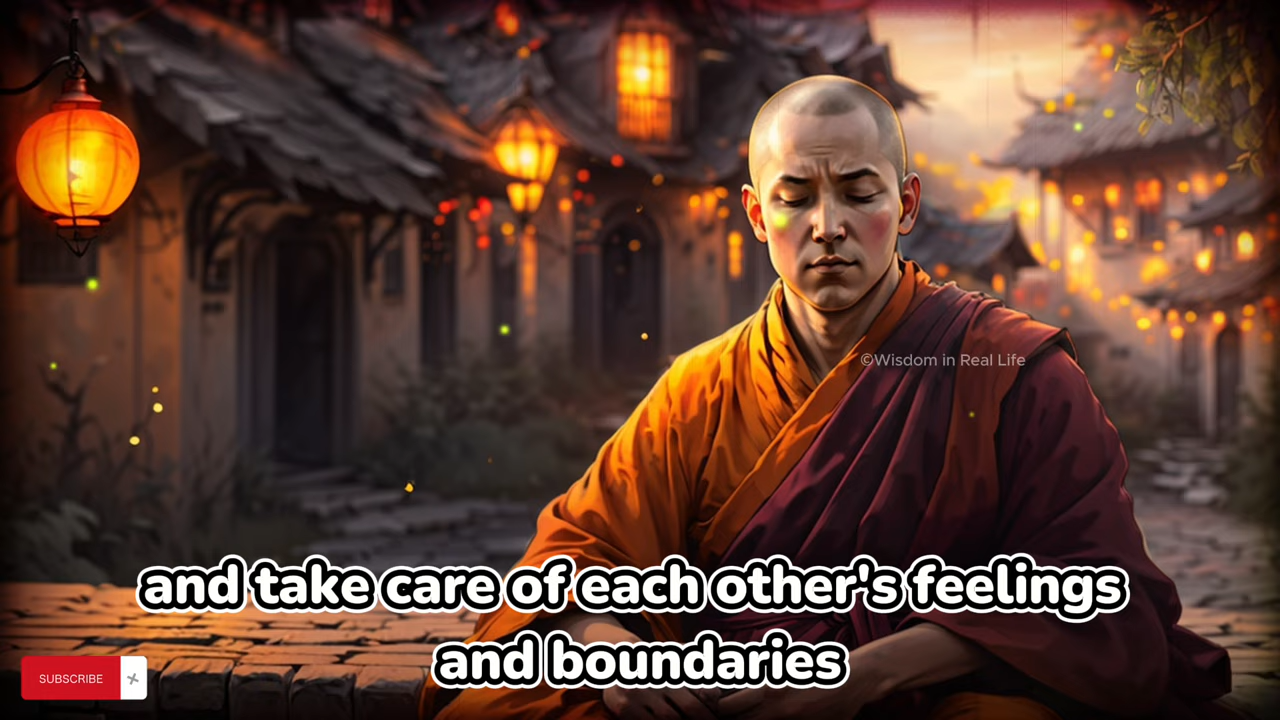 ©Wisdom in Real Life
and take care of each other's feelings
and boundaries
SUBSCRIBE